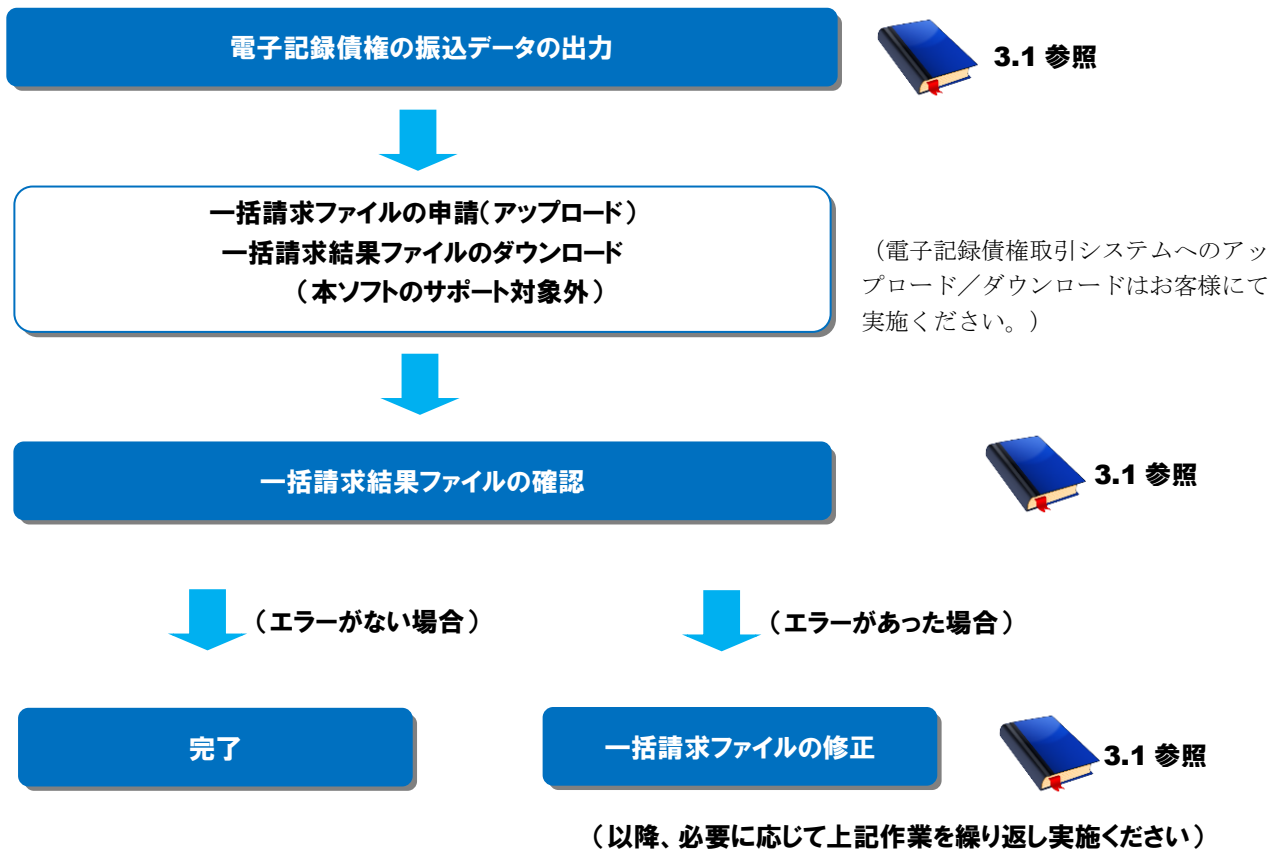 電子記録債権の振込データの出力
3.1 参照
一括請求ファイルの申請（アップロード）
一括請求結果ファイルのダウンロード
（本ソフトのサポート対象外）
（電子記録債権取引システムへのアッ
プロード／ダウンロードはお客様にて
実施ください。）
一括請求結果ファイルの確認
3.1 参照
（エラーがない場合）
（エラーがあった場合）
完了
一括請求ファイルの修正
3.1 参照
（以降、必要に応じて上記作業を繰り返し実施ください）